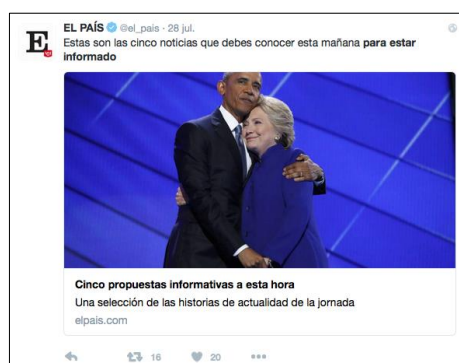 EL PAÍS @el_pais · 28 jul.
Estas son las cinco noticias que debes conocer esta mañana para estar
informado
Cinco propuestas informativas a esta hora
Una selección de las historias de actualidad de la jornada
elpais.com
16 20